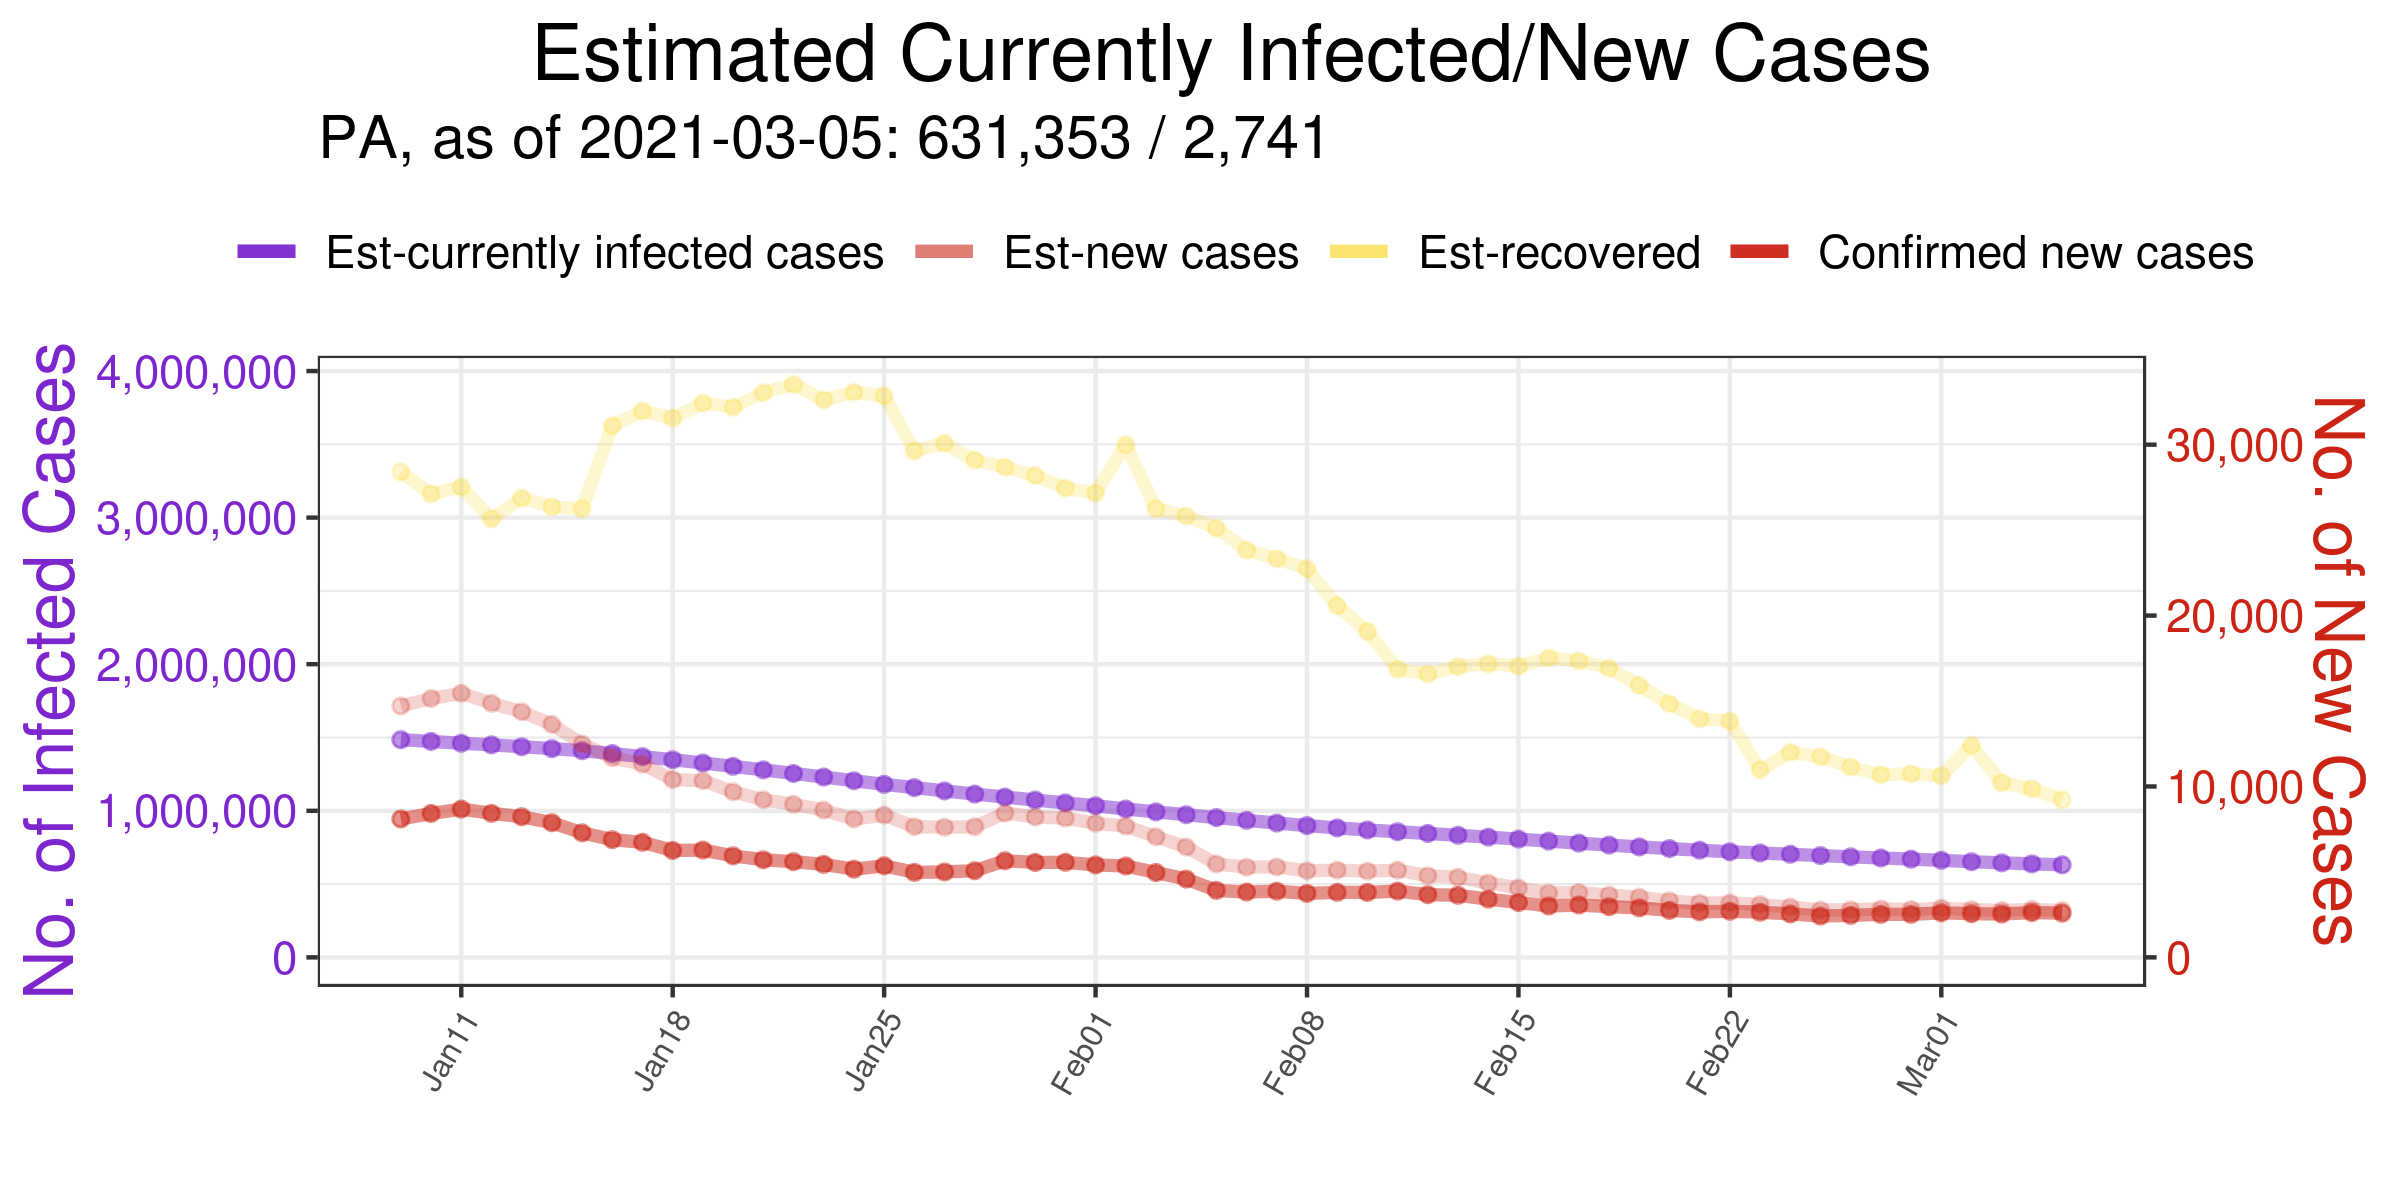 Estimated Currently Infected/New Cases
PA, as of 2021-03-05: 631,353 / 2,741
Est-currently infected cases Est-new cases Est-recovered Confirmed new cases
No. of Infected Cases
4,000,000
3,000,000
2,000,000
1,000,000
0
30,000
20,000
10,000
0
No. of New Cases
Jan11 Jan18 Jan25 Feb01 Feb08 Feb15 Feb22 Mar01